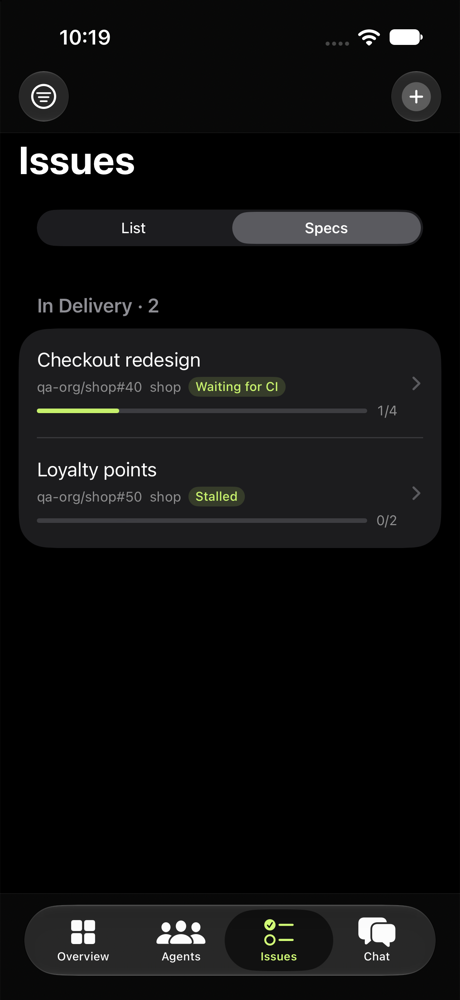 10:19
Issues
List Specs
In Delivery · 2
Checkout redesign
qa-org/shop#40 shop Waiting for CI
1/4
Loyalty points
qa-org/shop#50 shop Stalled
0/2
Overview Agents Issues Chat